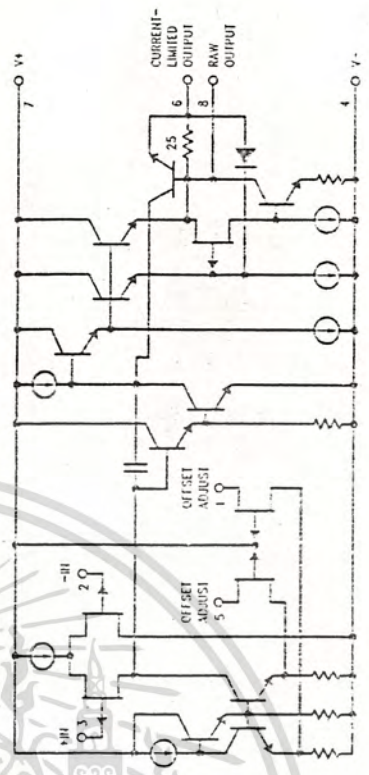 V+
7
CURRENT-
LIMITED
OUTPUT
6
RAW
OUTPUT
8
25
V-
4
-IN
2
+IN
3
OFFSET
ADJUST
1
OFFSET
ADJUST
5